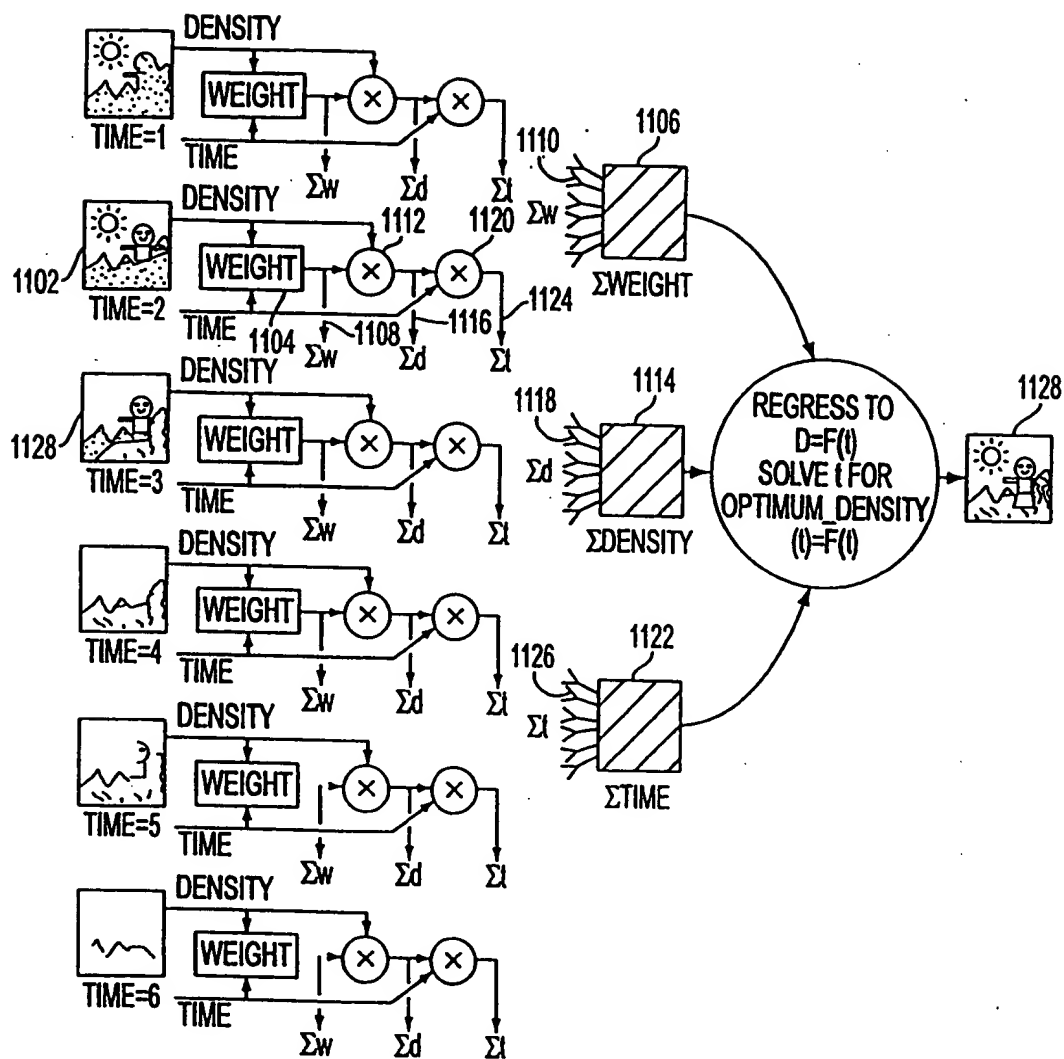 DENSITY
WEIGHT
×
×
TIME=1
TIME
Σw
Σd
Σt
DENSITY
1112
1120
1102
WEIGHT
×
×
TIME=2
TIME
1104
1108
1116
1124
Σw
Σd
Σt
DENSITY
1128
WEIGHT
×
×
TIME=3
TIME
Σw
Σd
Σt
DENSITY
WEIGHT
×
×
TIME=4
TIME
Σw
Σd
Σt
DENSITY
WEIGHT
×
×
TIME=5
TIME
Σw
Σd
Σt
DENSITY
WEIGHT
×
×
TIME=6
TIME
Σw
Σd
Σt
1110
1106
Σw
ΣWEIGHT
1118
1114
Σd
ΣDENSITY
1126
1122
Σt
ΣTIME
REGRESS TO
D=F(t)
SOLVE t FOR
OPTIMUM_DENSITY
(t)=F(t)
1128